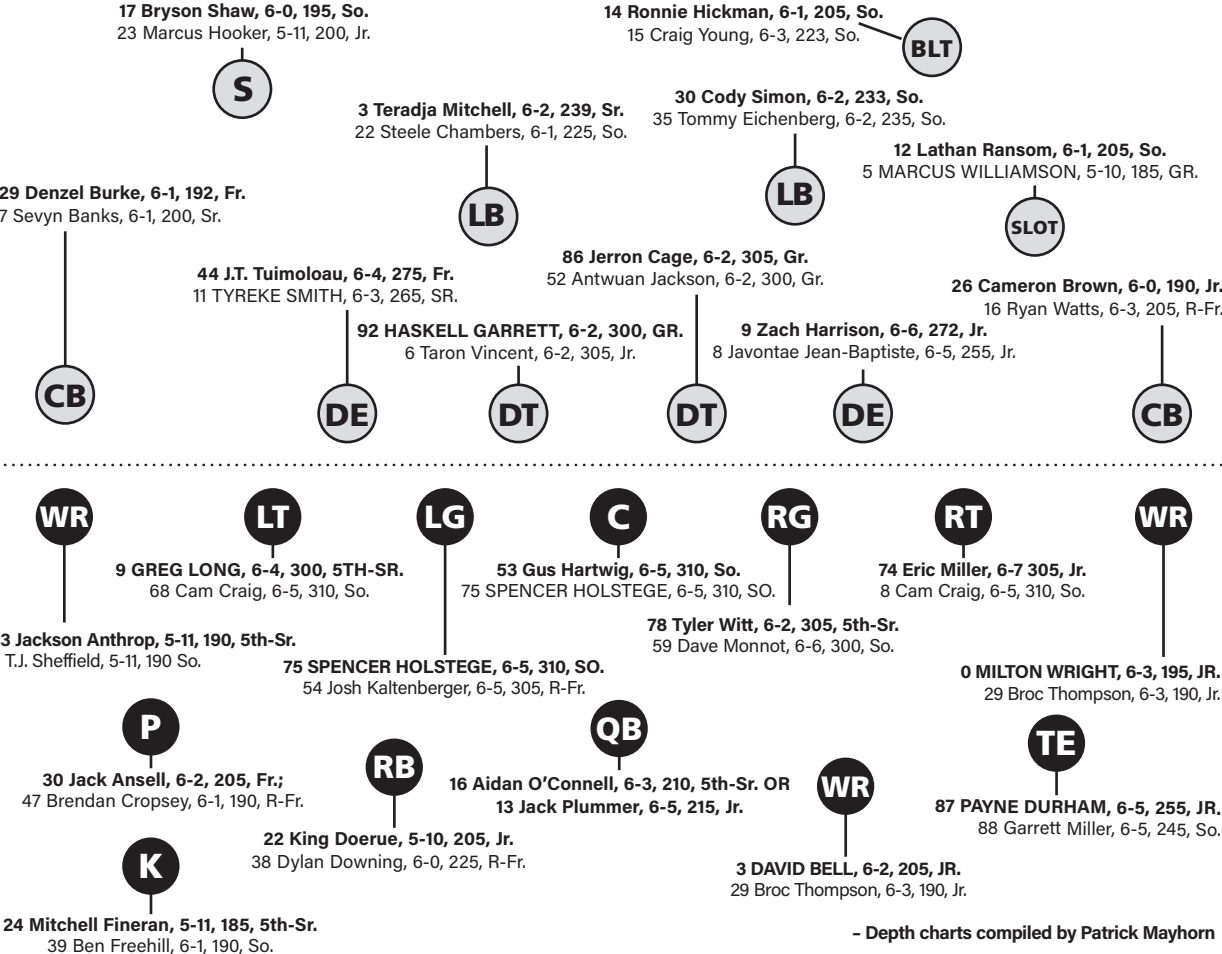 17 Bryson Shaw, 6-0, 195, So.
23 Marcus Hooker, 5-11, 200, Jr.
S
14 Ronnie Hickman, 6-1, 205, So.
15 Craig Young, 6-3, 223, So.
BLT
3 Teradja Mitchell, 6-2, 239, Sr.
22 Steele Chambers, 6-1, 225, So.
LB
30 Cody Simon, 6-2, 233, So.
35 Tommy Eichenberg, 6-2, 235, So.
LB
12 Lathan Ransom, 6-1, 205, So.
5 MARCUS WILLIAMSON, 5-10, 185, GR.
SLOT
29 Denzel Burke, 6-1, 192, Fr.
7 Sevyn Banks, 6-1, 200, Sr.
CB
44 J.T. Tuimoloau, 6-4, 275, Fr.
11 TYREKE SMITH, 6-3, 265, SR.
DE
92 HASKELL GARRETT, 6-2, 300, GR.
6 Taron Vincent, 6-2, 305, Jr.
DT
86 Jerron Cage, 6-2, 305, Gr.
52 Antwuan Jackson, 6-2, 300, Gr.
DT
9 Zach Harrison, 6-6, 272, Jr.
8 Javontae Jean-Baptiste, 6-5, 255, Jr.
DE
26 Cameron Brown, 6-0, 190, Jr.
16 Ryan Watts, 6-3, 205, R-Fr.
CB
WR
3 Jackson Anthrop, 5-11, 190, 5th-Sr.
T.J. Sheffield, 5-11, 190 So.
LT
9 GREG LONG, 6-4, 300, 5TH-SR.
68 Cam Craig, 6-5, 310, So.
LG
75 SPENCER HOLSTEGE, 6-5, 310, SO.
54 Josh Kaltenberger, 6-5, 305, R-Fr.
C
53 Gus Hartwig, 6-5, 310, So.
75 SPENCER HOLSTEGE, 6-5, 310, SO.
RG
78 Tyler Witt, 6-2, 305, 5th-Sr.
59 Dave Monnot, 6-6, 300, So.
RT
74 Eric Miller, 6-7 305, Jr.
8 Cam Craig, 6-5, 310, So.
WR
0 MILTON WRIGHT, 6-3, 195, JR.
29 Broc Thompson, 6-3, 190, Jr.
P
30 Jack Ansell, 6-2, 205, Fr.;
47 Brendan Cropsey, 6-1, 190, R-Fr.
RB
22 King Doerue, 5-10, 205, Jr.
38 Dylan Downing, 6-0, 225, R-Fr.
QB
16 Aidan O'Connell, 6-3, 210, 5th-Sr. OR
13 Jack Plummer, 6-5, 215, Jr.
WR
3 DAVID BELL, 6-2, 205, JR.
29 Broc Thompson, 6-3, 190, Jr.
TE
87 PAYNE DURHAM, 6-5, 255, JR.
88 Garrett Miller, 6-5, 245, So.
K
24 Mitchell Fineran, 5-11, 185, 5th-Sr.
39 Ben Freehill, 6-1, 190, So.
– Depth charts compiled by Patrick Mayhorn